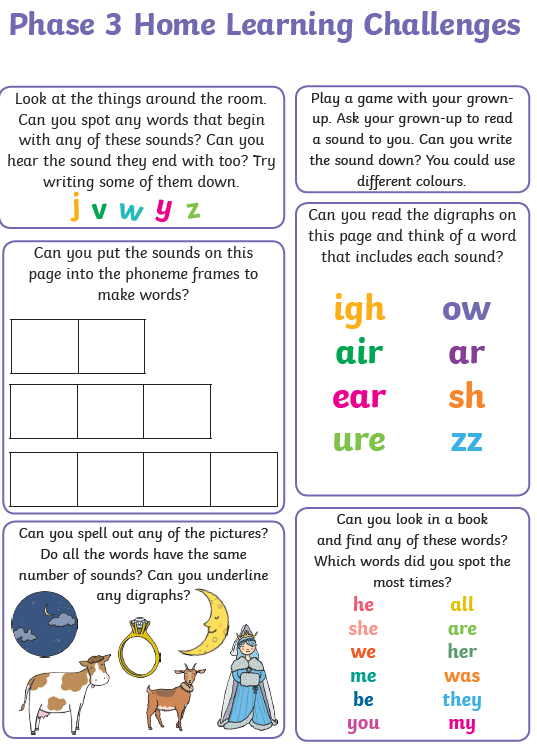 Phase 3 Home Learning Challenges
Look at the things around the room.
Can you spot any words that begin
with any of these sounds? Can you
hear the sound they end with too? Try
writing some of them down.
j v w y z
Play a game with your grown-
up. Ask your grown-up to read
a sound to you. Can you write
the sound down? You could use
different colours.
Can you put the sounds on this
page into the phoneme frames to
make words?
Can you read the digraphs on
this page and think of a word
that includes each sound?
igh ow
air ar
ear sh
ure zz
Can you spell out any of the pictures?
Do all the words have the same
number of sounds? Can you underline
any digraphs?
Can you look in a book
and find any of these words?
Which words did you spot the
most times?
he all
she are
we her
me was
be they
you my